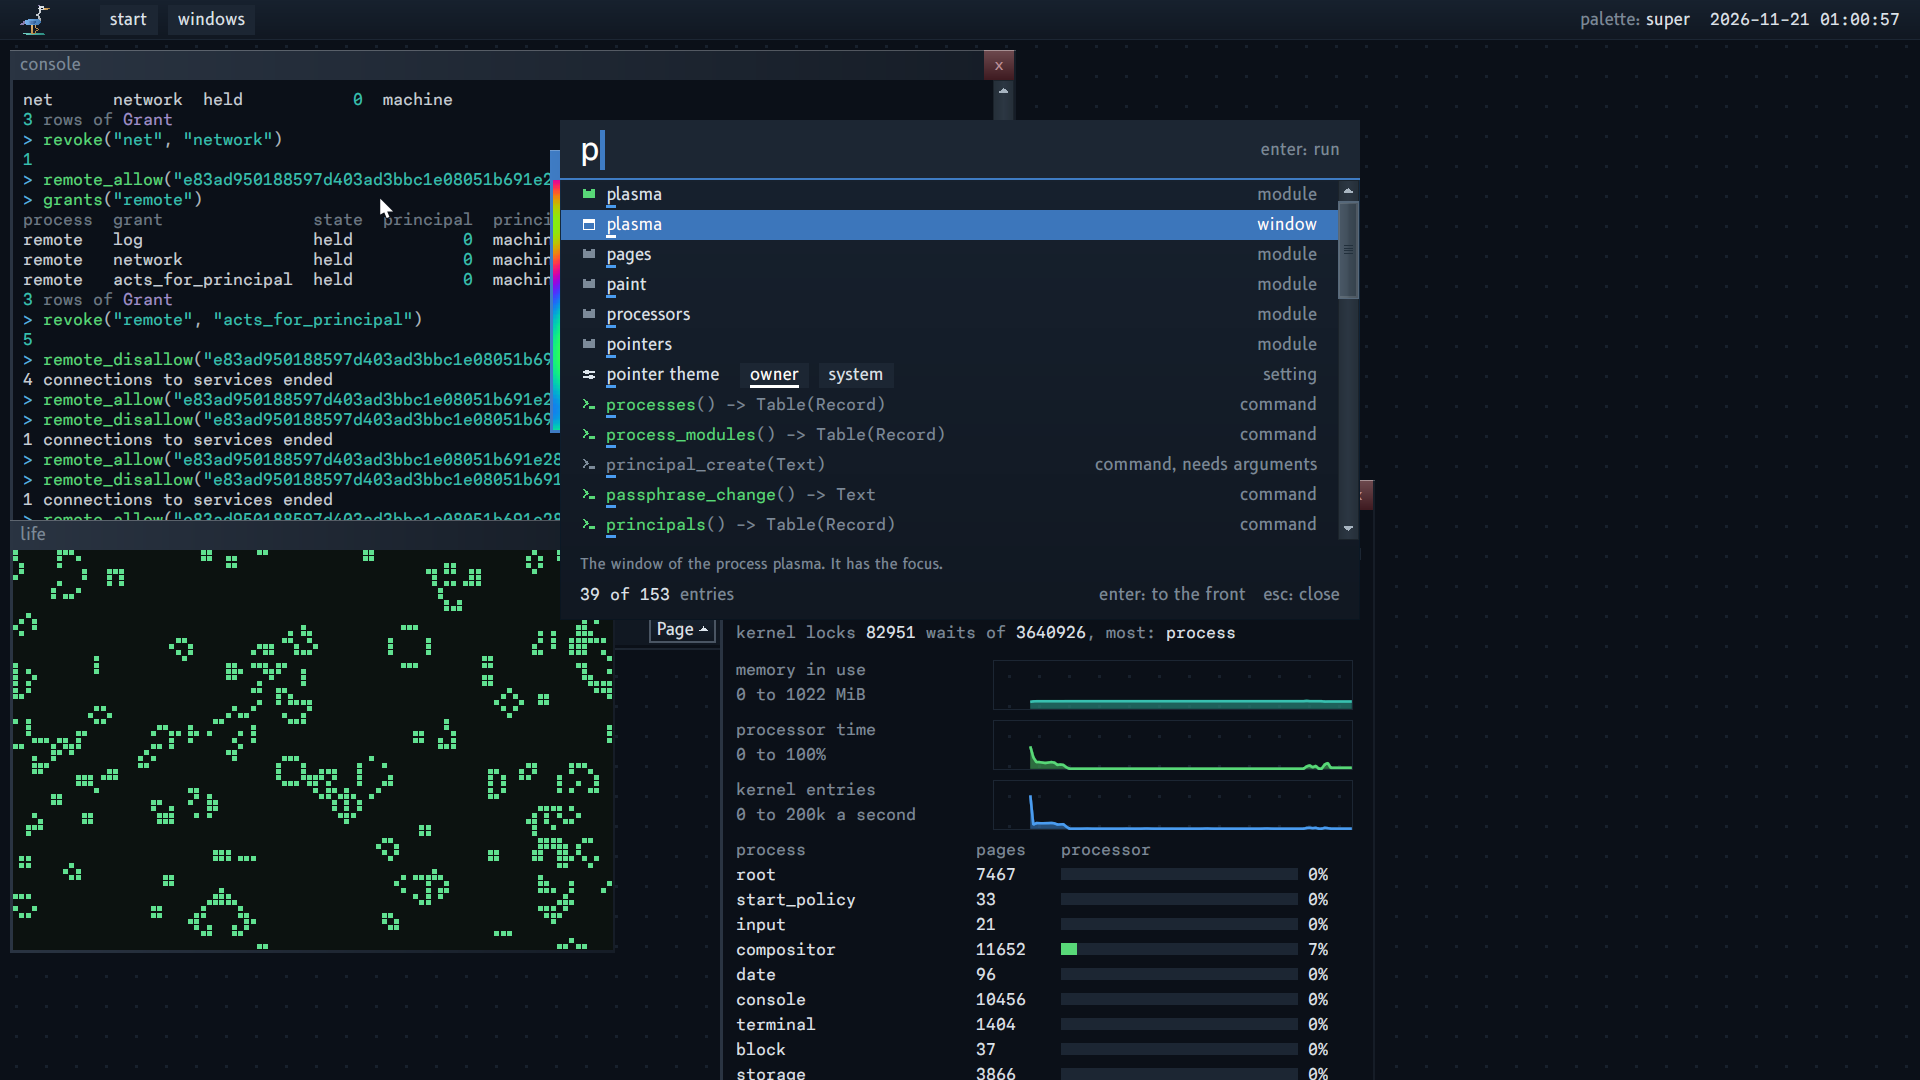 start windows palette: super 2026-11-21 01:00:57
console x
net network held 0 machine
3 rows of Grant
> revoke("net", "network")
1
> remote_allow("e83ad950188597d403ad3bbc1e08051b691e2
> grants("remote")
process grant state principal princi
remote log held 0 machin
remote network held 0 machin
remote acts_for_principal held 0 machin
3 rows of Grant
> revoke("remote", "acts_for_principal")
5
> remote_disallow("e83ad950188597d403ad3bbc1e08051b69
4 connections to services ended
> remote_allow("e83ad950188597d403ad3bbc1e08051b691e2
> remote_disallow("e83ad950188597d403ad3bbc1e08051b69
1 connections to services ended
> remote_allow("e83ad950188597d403ad3bbc1e08051b691e28
> remote_disallow("e83ad950188597d403ad3bbc1e08051b691
1 connections to services ended
> remote_allow("e83ad950188597d403ad3bbc1e08051b691e28
p enter: run
plasma module
plasma window
pages module
paint module
processors module
pointers module
pointer theme owner system setting
processes() -> Table(Record) command
process_modules() -> Table(Record) command
principal_create(Text) command, needs arguments
passphrase_change() -> Text command
principals() -> Table(Record) command
The window of the process plasma. It has the focus.
39 of 153 entries enter: to the front esc: close
life
Page
kernel locks 82951 waits of 3640926, most: process
memory in use
0 to 1022 MiB
processor time
0 to 100%
kernel entries
0 to 200k a second
process pages processor
root 7467 0%
start_policy 33 0%
input 21 0%
compositor 11652 7%
date 96 0%
console 10456 0%
terminal 1404 0%
block 37 0%
storage 3866 0%